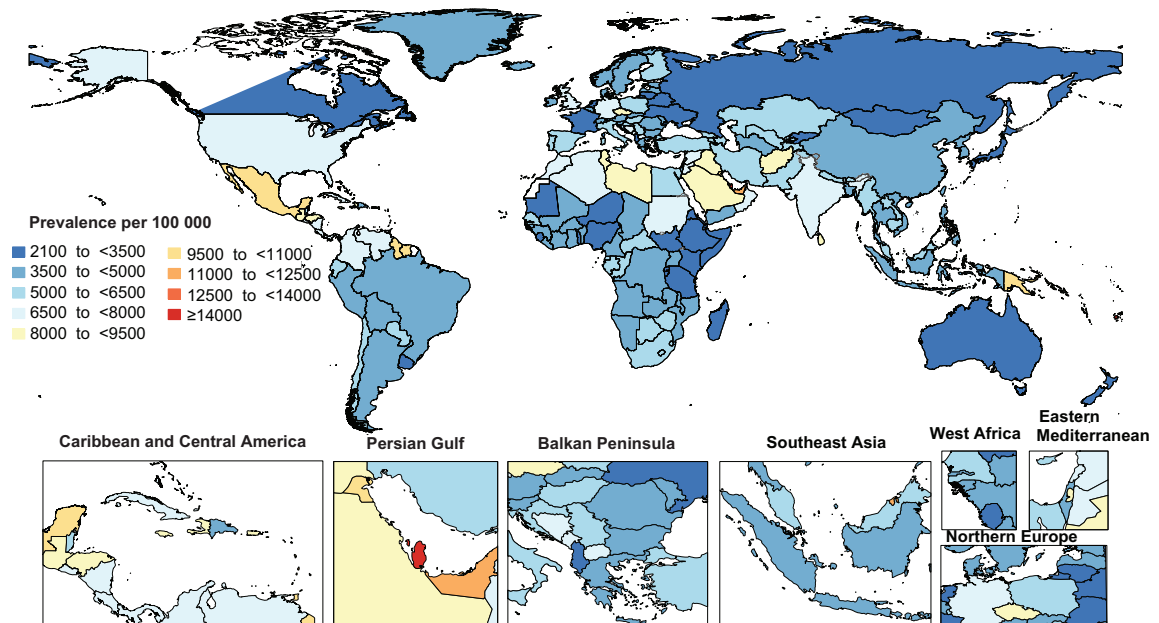 Prevalence per 100 000
2100 to <3500
3500 to <5000
5000 to <6500
6500 to <8000
8000 to <9500
9500 to <11000
11000 to <12500
12500 to <14000
≥14000
Caribbean and Central America
Persian Gulf
Balkan Peninsula
Southeast Asia
West Africa
Eastern
Mediterranean
Northern Europe